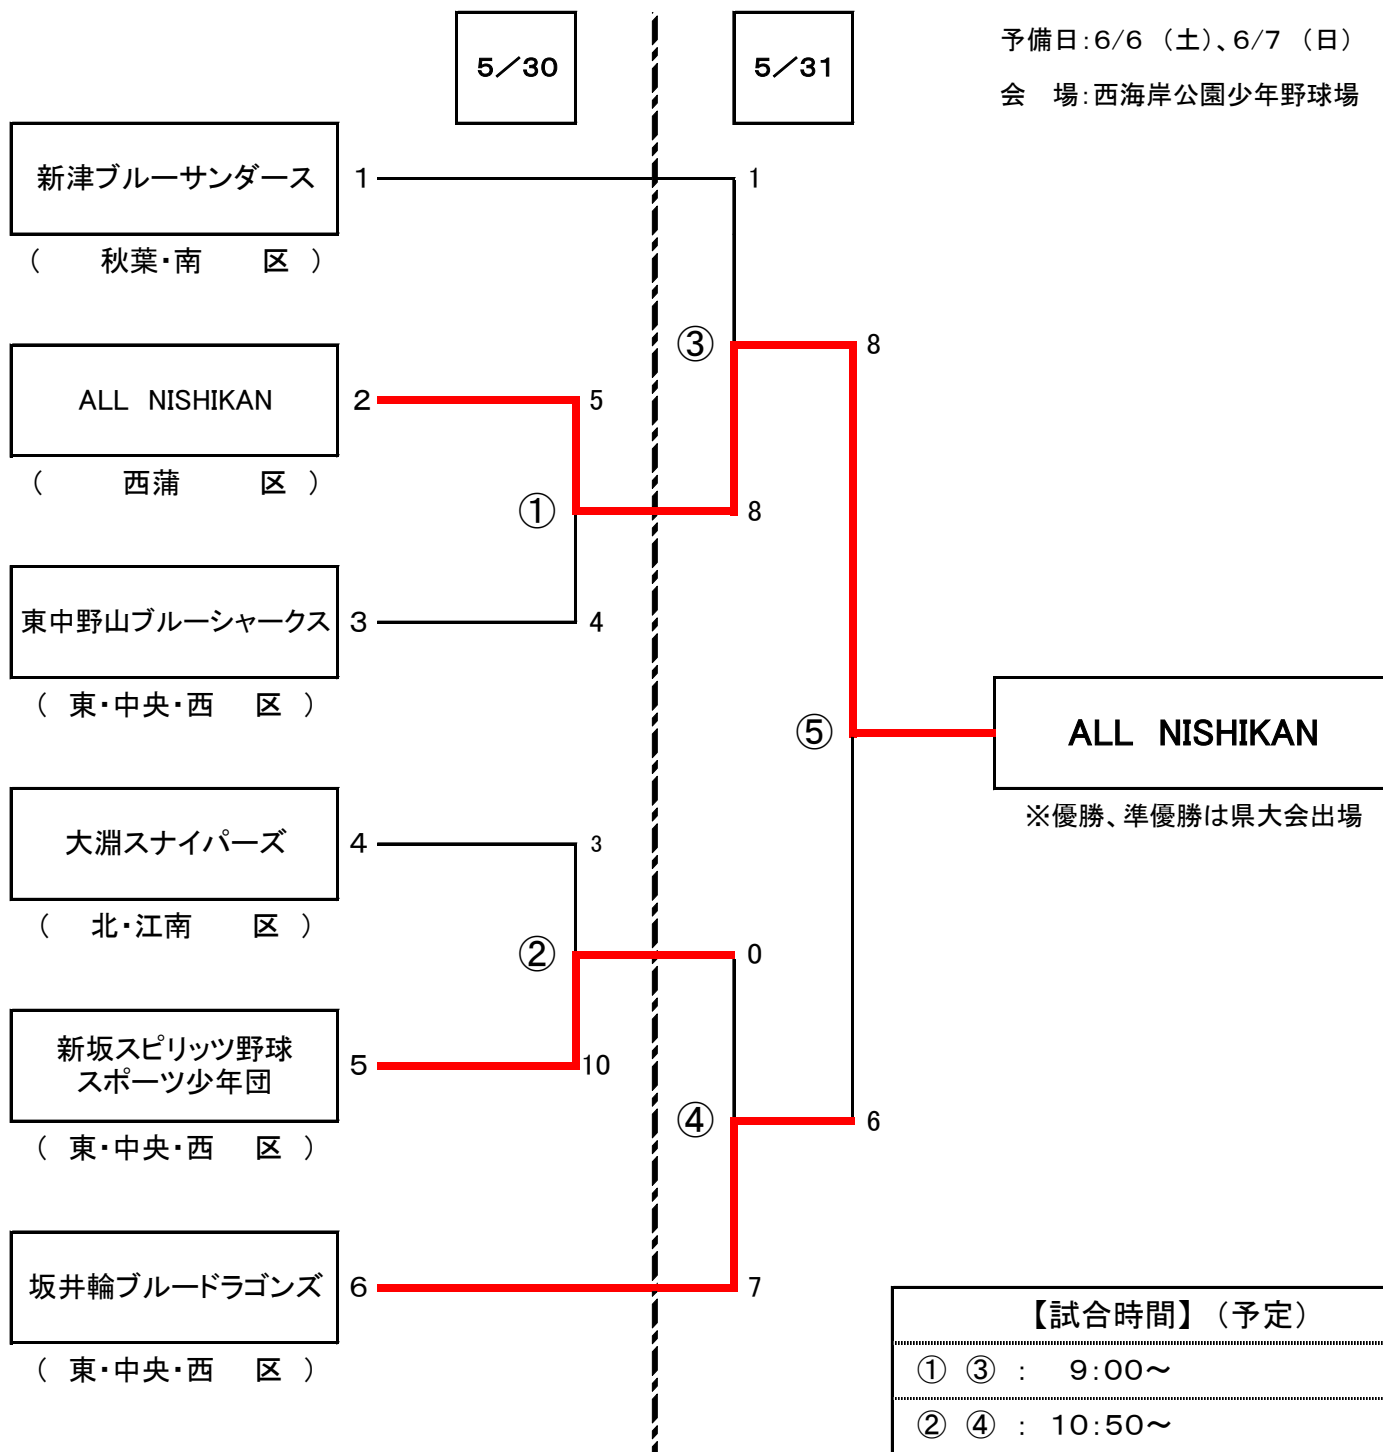 5／30
5／31
予備日：6/6 （土）、6/7 （日）
会　場：西海岸公園少年野球場
新津ブルーサンダース
1
1
（　秋葉・南　区　）
③
8
ALL NISHIKAN
2
5
（　西蒲　区　）
①
8
東中野山ブルーシャークス
3
4
（　東・中央・西　区　）
⑤
ALL NISHIKAN
※優勝、準優勝は県大会出場
大淵スナイパーズ
4
3
（　北・江南　区　）
②
0
新坂スピリッツ野球
スポーツ少年団
5
10
（　東・中央・西　区　）
④
6
坂井輪ブルードラゴンズ
6
7
（　東・中央・西　区　）
【試合時間】（予定）
① ③ ： 9：00～
② ④ ： 10：50～